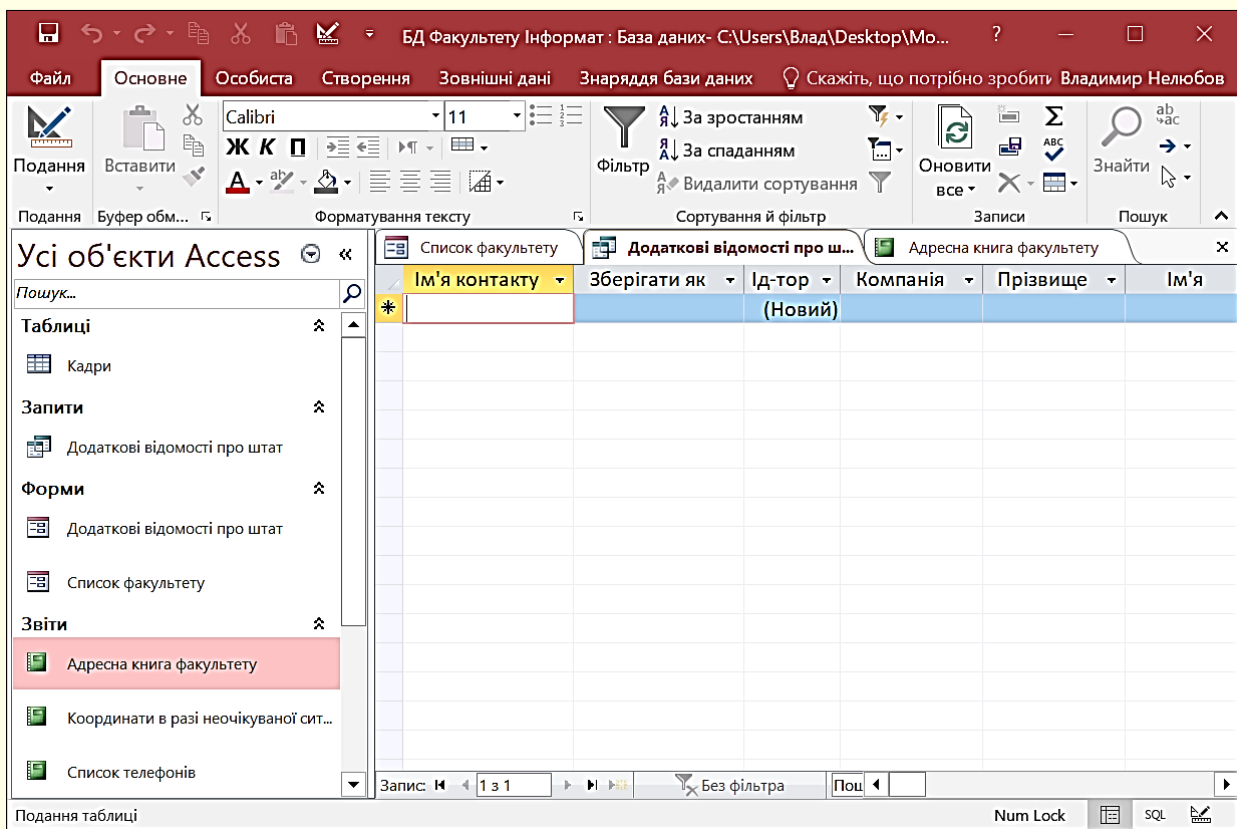 БД Факультету Інформат : База даних- C:\Users\Влад\Desktop\Mo... ?
Файл Основне Особиста Створення Зовнішні дані Знаряддя бази даних Скажіть, що потрібно зробити Владимир Нелюбов
Calibri 11 За зростанням ab ac
Ж К П За спаданням
Подання Вставити Фільтр Видалити сортування Оновити все Знайти
A ab ABC Σ
Подання Буфер обм... Форматування тексту Сортування й фільтр Записи Пошук
Усі об'єкти Access «
Список факультету Додаткові відомості про ш... Адресна книга факультету
Ім'я контакту Зберігати як Ід-тор Компанія Прізвище Ім'я
(Новий)
Пошук...
Таблиці
Кадри
Запити
Додаткові відомості про штат
Форми
Додаткові відомості про штат
Список факультету
Звіти
Адресна книга факультету
Координати в разі неочікуваної сит...
Список телефонів
Запис: 1 з 1 Без фільтра Пош
Подання таблиці Num Lock SQL